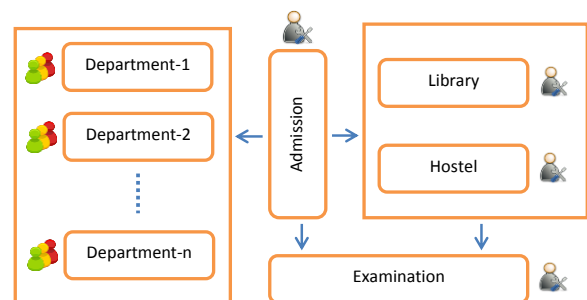 Department-1
Department-2
Department-n
Admission
Library
Hostel
Examination